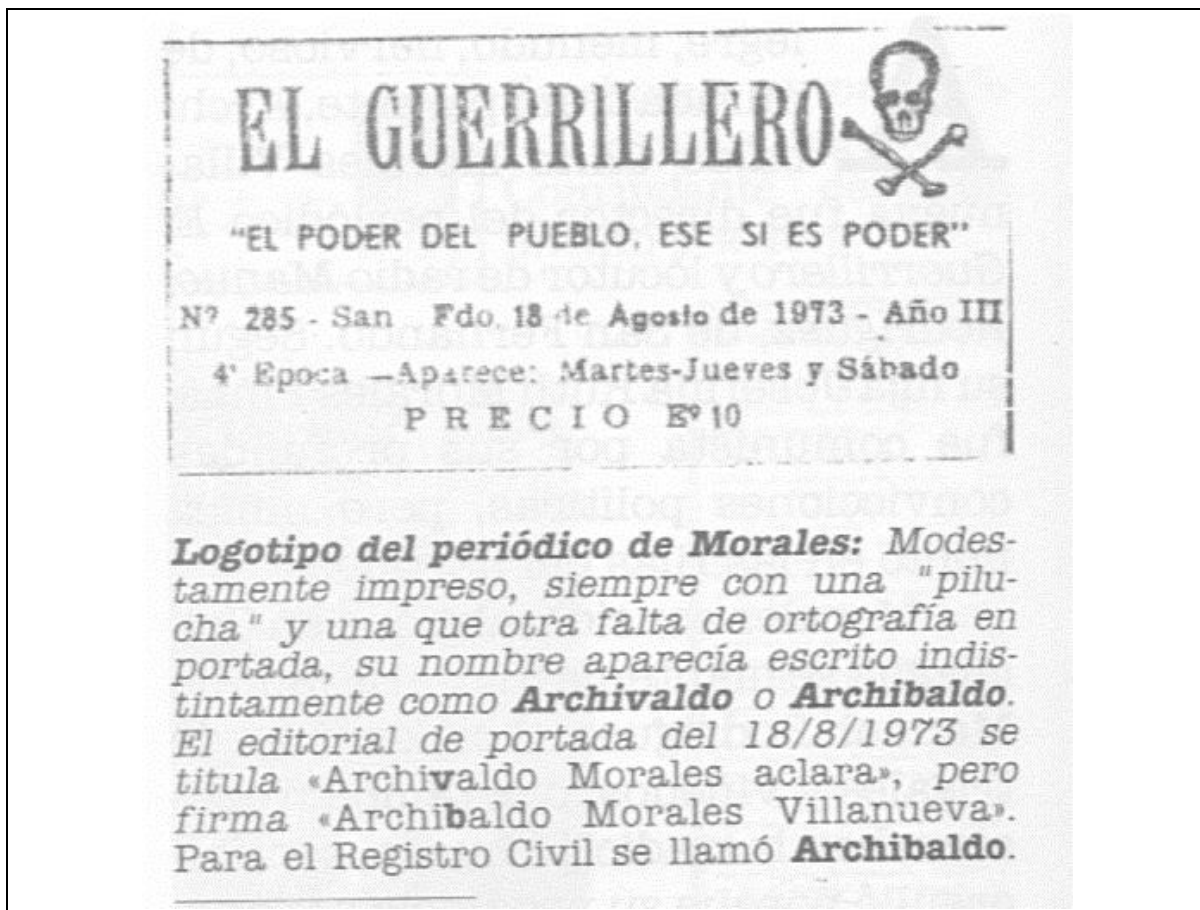 EL GUERRILLERO
"EL PODER DEL PUEBLO, ESE SI ES PODER"
Nº 285 - San Fdo, 18 de Agosto de 1973 - Año III
4ª Epoca — Aparece: Martes-Jueves y Sábado
PRECIO Eº 10
Logotipo del periódico de Morales: Modes-
tamente impreso, siempre con una "pilu-
cha" y una que otra falta de ortografía en
portada, su nombre aparecía escrito indis-
tintamente como Archivaldo o Archibaldo.
El editorial de portada del 18/8/1973 se
titula «Archivaldo Morales aclara», pero
firma «Archibaldo Morales Villanueva».
Para el Registro Civil se llamó Archibaldo.